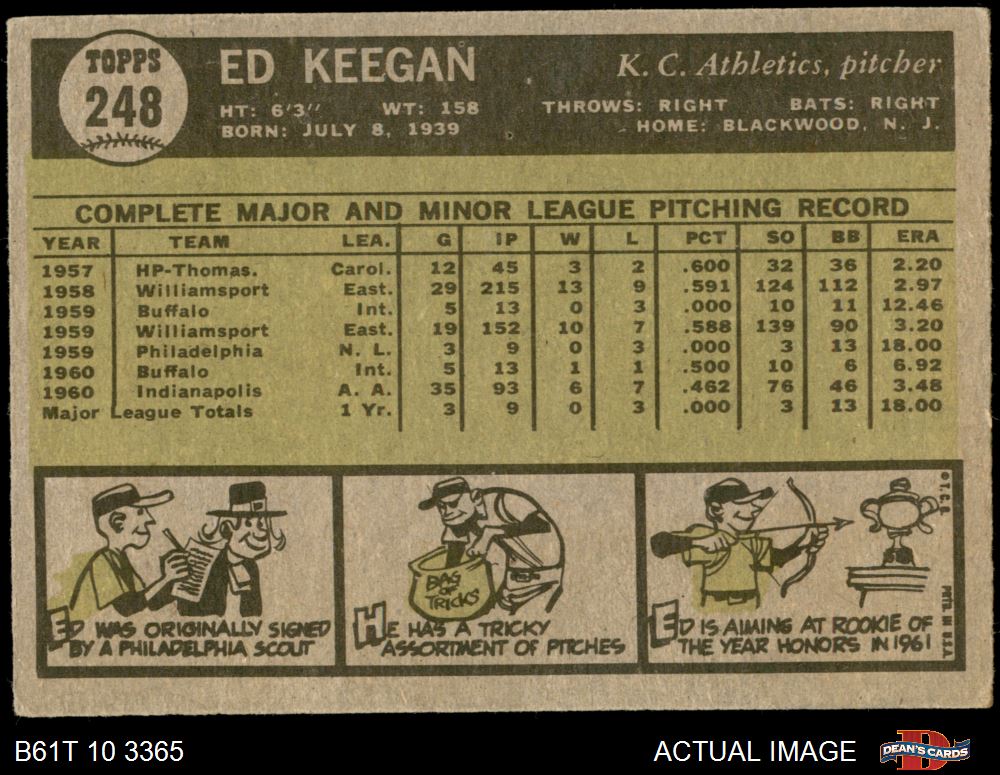 TOPPS
248
ED KEEGAN
K. C. Athletics, pitcher
HT: 6'3" WT: 158 THROWS: RIGHT BATS: RIGHT
BORN: JULY 8, 1939 HOME: BLACKWOOD, N. J.
COMPLETE MAJOR AND MINOR LEAGUE PITCHING RECORD
YEAR TEAM LEA. G IP W L PCT SO BB ERA
1957 HP-Thomas. Carol. 12 45 3 2 .600 32 36 2.20
1958 Williamsport East. 29 215 13 9 .591 124 112 2.97
1959 Buffalo Int. 5 13 0 3 .000 10 11 12.46
1959 Williamsport East. 19 152 10 7 .588 139 90 3.20
1959 Philadelphia N. L. 3 9 0 3 .000 3 13 18.00
1960 Buffalo Int. 5 13 1 1 .500 10 6 6.92
1960 Indianapolis A. A. 35 93 6 7 .462 76 46 3.48
Major League Totals 1 Yr. 3 9 0 3 .000 3 13 18.00
ED WAS ORIGINALLY SIGNED
BY A PHILADELPHIA SCOUT
BAG
OF
TRICKS
HE HAS A TRICKY
ASSORTMENT OF PITCHES
ED IS AIMING AT ROOKIE OF
THE YEAR HONORS IN 1961
© T. C. G.
PRTD. IN U.S.A.
B61T 10 3365
ACTUAL IMAGE
D
DEAN'S CARDS